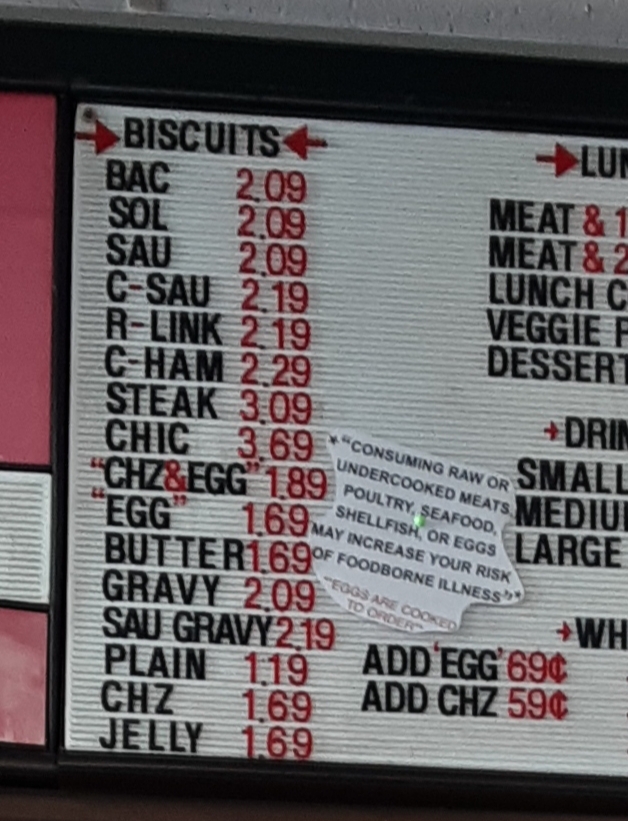 BISCUITS
BAC 2.09
SOL 2.09
SAU 2.09
C-SAU 2.19
R-LINK 2.19
C-HAM 2.29
STEAK 3.09
CHIC 3.69
"CHZ&EGG" 1.89
"EGG" 1.69
BUTTER 1.69
GRAVY 2.09
SAU GRAVY 2.19
PLAIN 1.19
CHZ 1.69
JELLY 1.69
*"CONSUMING RAW OR
UNDERCOOKED MEATS,
POULTRY, SEAFOOD,
SHELLFISH, OR EGGS
MAY INCREASE YOUR RISK
OF FOODBORNE ILLNESS"*
"EGGS ARE COOKED
TO ORDER"
ADD 'EGG' 69¢
ADD CHZ 59¢
LUN
MEAT & 1
MEAT & 2
LUNCH C
VEGGIE P
DESSERT
DRIN
SMALL
MEDIU
LARGE
WH